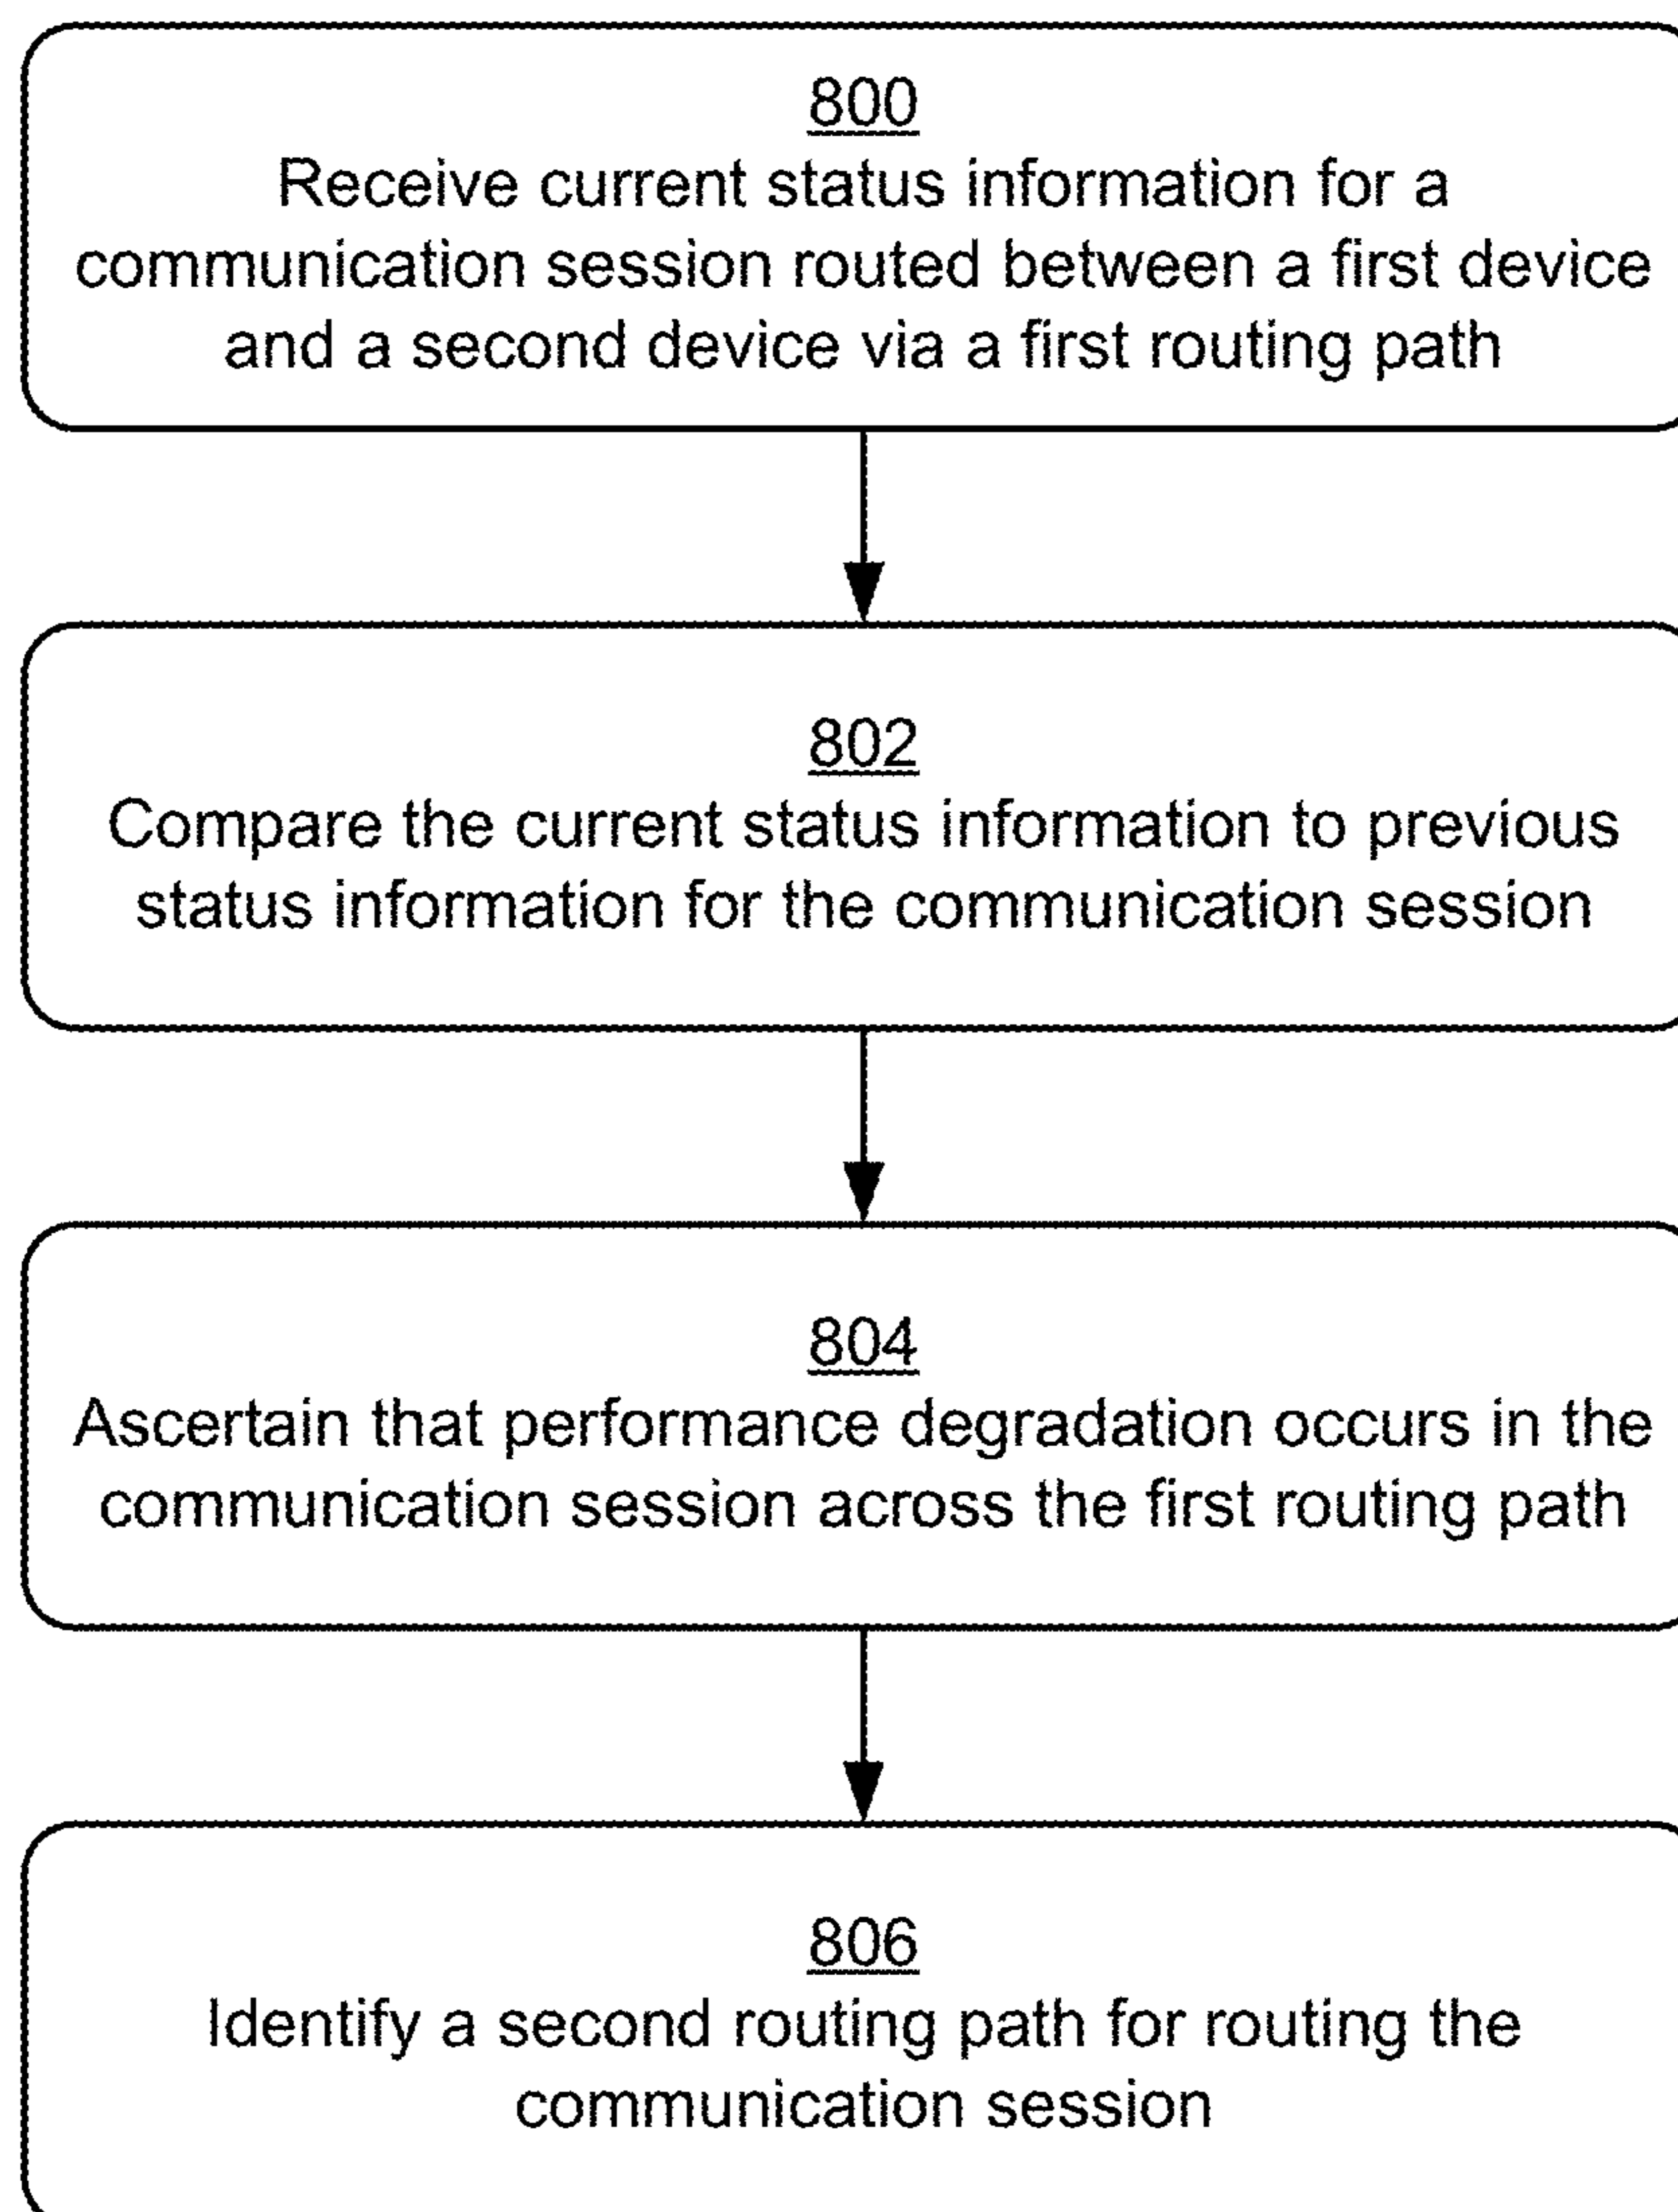 800
Receive current status information for a
communication session routed between a first device
and a second device via a first routing path
802
Compare the current status information to previous
status information for the communication session
804
Ascertain that performance degradation occurs in the
communication session across the first routing path
806
Identify a second routing path for routing the
communication session